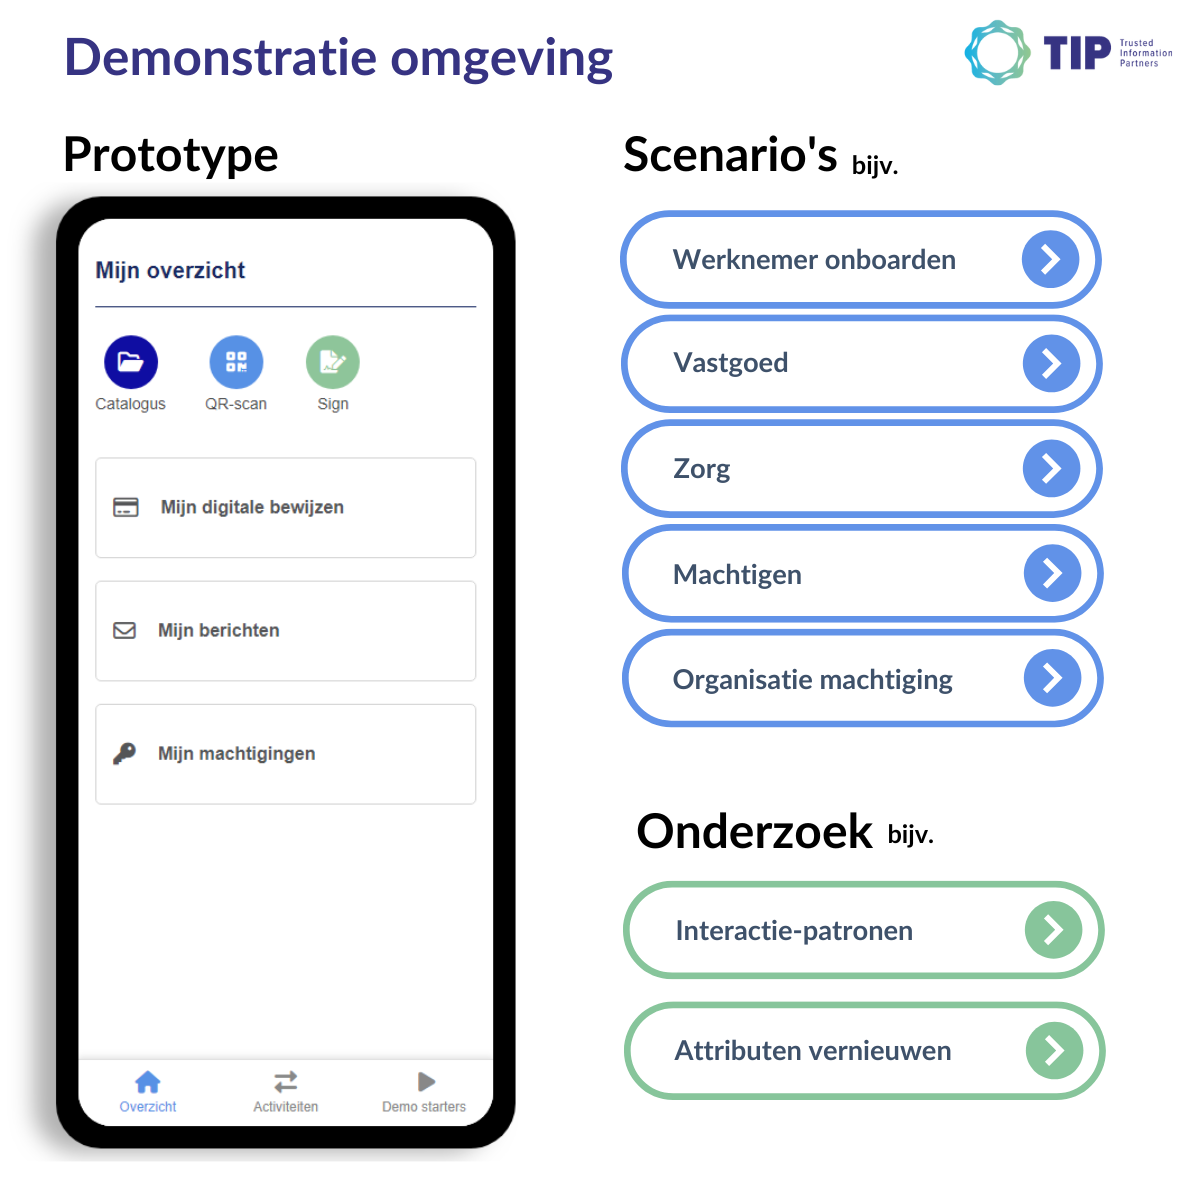 Demonstratie omgeving
TIP
Trusted
Information
Partners
Prototype
Mijn overzicht
Catalogus
QR-scan
Sign
Mijn digitale bewijzen
Mijn berichten
Mijn machtigingen
Overzicht
Activiteiten
Demo starters
Scenario's bijv.
Werknemer onboarden
Vastgoed
Zorg
Machtigen
Organisatie machtiging
Onderzoek bijv.
Interactie-patronen
Attributen vernieuwen